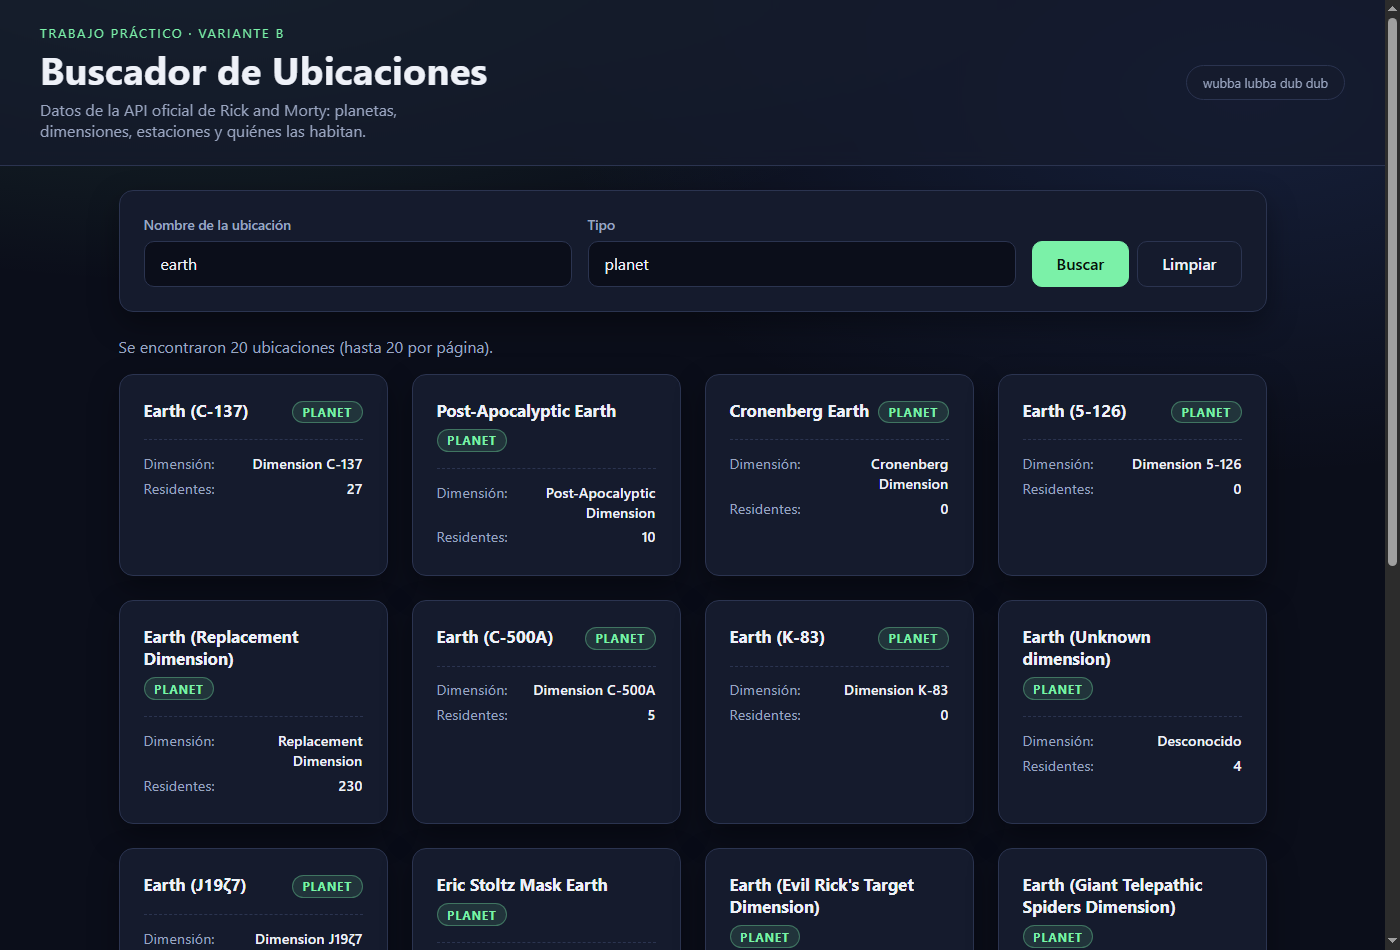 TRABAJO PRÁCTICO · VARIANTE B
Buscador de Ubicaciones
Datos de la API oficial de Rick and Morty: planetas,
dimensiones, estaciones y quiénes las habitan.
wubba lubba dub dub
Nombre de la ubicación
Tipo
earth
planet
Buscar
Limpiar
Se encontraron 20 ubicaciones (hasta 20 por página).
Earth (C-137)
PLANET
Dimensión:
Dimension C-137
Residentes:
27
Post-Apocalyptic Earth
PLANET
Dimensión:
Post-Apocalyptic
Dimension
Residentes:
10
Cronenberg Earth
PLANET
Dimensión:
Cronenberg
Dimension
Residentes:
0
Earth (5-126)
PLANET
Dimensión:
Dimension 5-126
Residentes:
0
Earth (Replacement
Dimension)
PLANET
Dimensión:
Replacement
Dimension
Residentes:
230
Earth (C-500A)
PLANET
Dimensión:
Dimension C-500A
Residentes:
5
Earth (K-83)
PLANET
Dimensión:
Dimension K-83
Residentes:
0
Earth (Unknown
dimension)
PLANET
Dimensión:
Desconocido
Residentes:
4
Earth (J19ζ7)
PLANET
Dimensión:
Dimension J19ζ7
Eric Stoltz Mask Earth
PLANET
Earth (Evil Rick's Target
Dimension)
PLANET
Earth (Giant Telepathic
Spiders Dimension)
PLANET